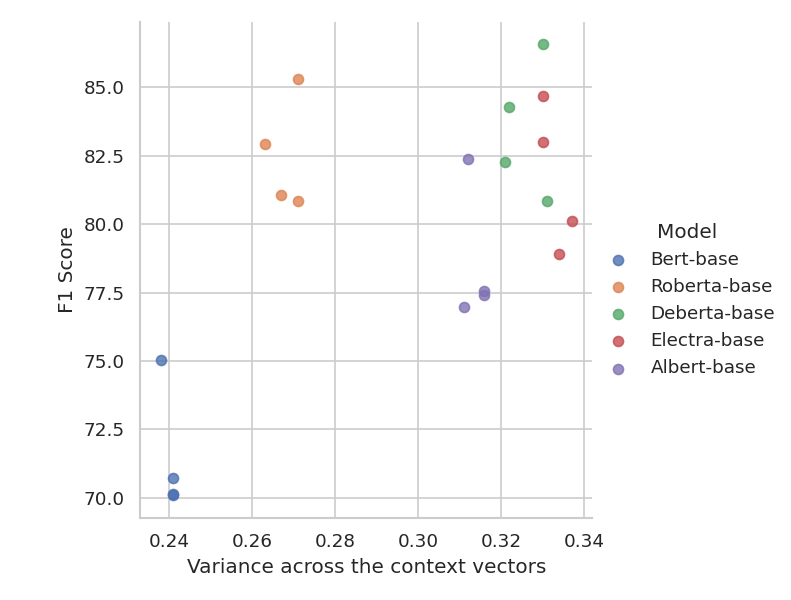 85.0
82.5
80.0
77.5
75.0
72.5
70.0
F1 Score
0.24 0.26 0.28 0.30 0.32 0.34
Variance across the context vectors
Model
Bert-base
Roberta-base
Deberta-base
Electra-base
Albert-base